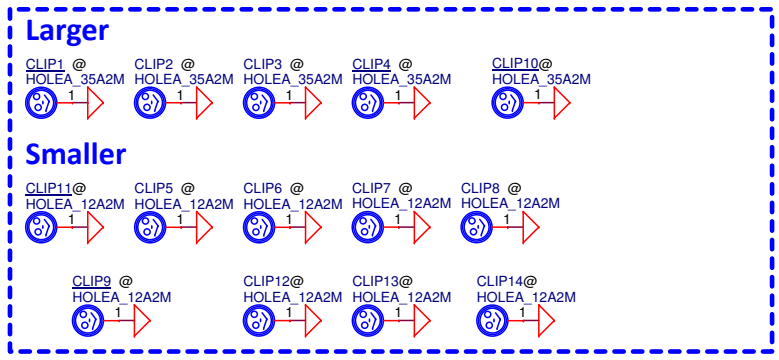 Larger
CLIP1 @ CLIP2 @ CLIP3 @ CLIP4 @ CLIP10@
HOLEA_35A2M HOLEA_35A2M HOLEA_35A2M HOLEA_35A2M HOLEA_35A2M
1 1 1 1 1
Smaller
CLIP11@ CLIP5 @ CLIP6 @ CLIP7 @ CLIP8 @
HOLEA_12A2M HOLEA_12A2M HOLEA_12A2M HOLEA_12A2M HOLEA_12A2M
1 1 1 1 1
CLIP9 @ CLIP12@ CLIP13@ CLIP14@
HOLEA_12A2M HOLEA_12A2M HOLEA_12A2M HOLEA_12A2M
1 1 1 1